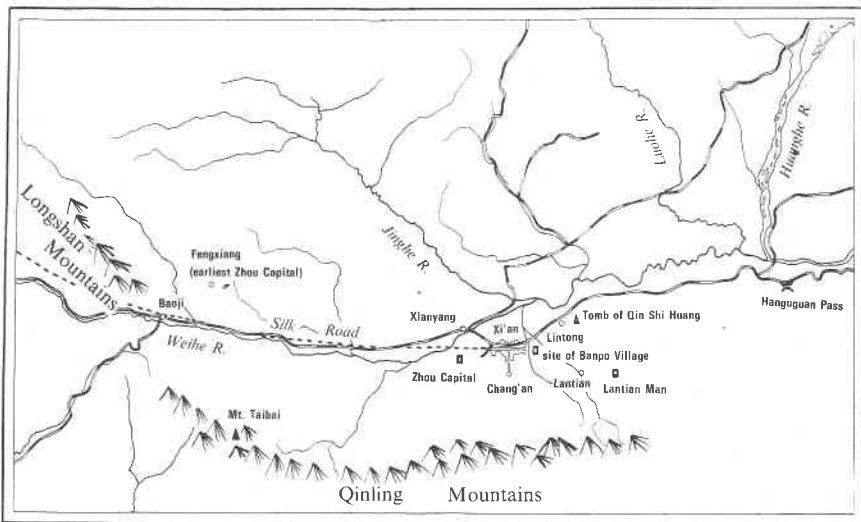 Huanghe R.
Luohe R.
Jinghe R.
Longshan
Mountains
Fengxiang
(earliest Zhou Capital)
Baoji
Silk Road
Weihe R.
Xianyang
Xi'an
Lintong
Tomb of Qin Shi Huang
Hanguguan Pass
site of Banpo Village
Zhou Capital
Chang'an
Lantian
Lantian Man
Mt. Taibai
Qinling Mountains